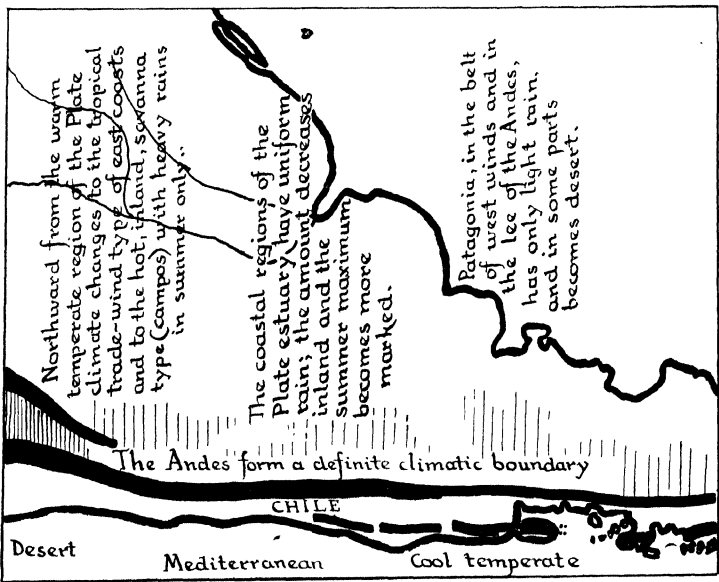 Northward from the warm
temperate region of the Plate
climate changes to the tropical
trade-wind type of east coasts
and to the hot, inland, savanna
type (campos) with heavy rains
in summer only.
The coastal regions of the
Plate estuary have uniform
rain; the amount decreases
inland and the
summer maximum
becomes more
marked.
Patagonia, in the belt
of west winds and in
the lee of the Andes,
has only light rain,
and in some parts
becomes desert.
The Andes form a definite climatic boundary
CHILE
Desert
Mediterranean
Cool temperate